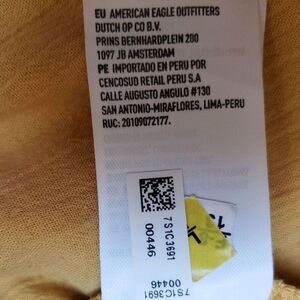 EU AMERICAN EAGLE OUTFITTERS
DUTCH OP CO B.V.
PRINS BERNHARDPLEIN 200
1097 JB AMSTERDAM
PE IMPORTADO EN PERU POR
CENCOSUD RETAIL PERU S.A
CALLE AUGUSTO ANGULO #130
SAN ANTONIO-MIRAFLORES, LIMA-PERU
RUC: 20109072177.
7S1C3691
00446
7S1C3691
00446